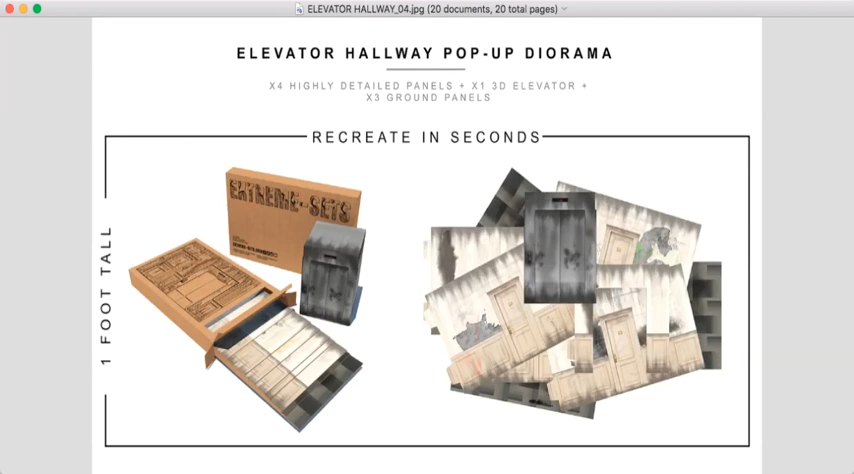 ELEVATOR HALLWAY_04.jpg (20 documents, 20 total pages)
ELEVATOR HALLWAY POP-UP DIORAMA
X4 HIGHLY DETAILED PANELS + X1 3D ELEVATOR +
X3 GROUND PANELS
RECREATE IN SECONDS
1 FOOT TALL
EXTREME-SETS